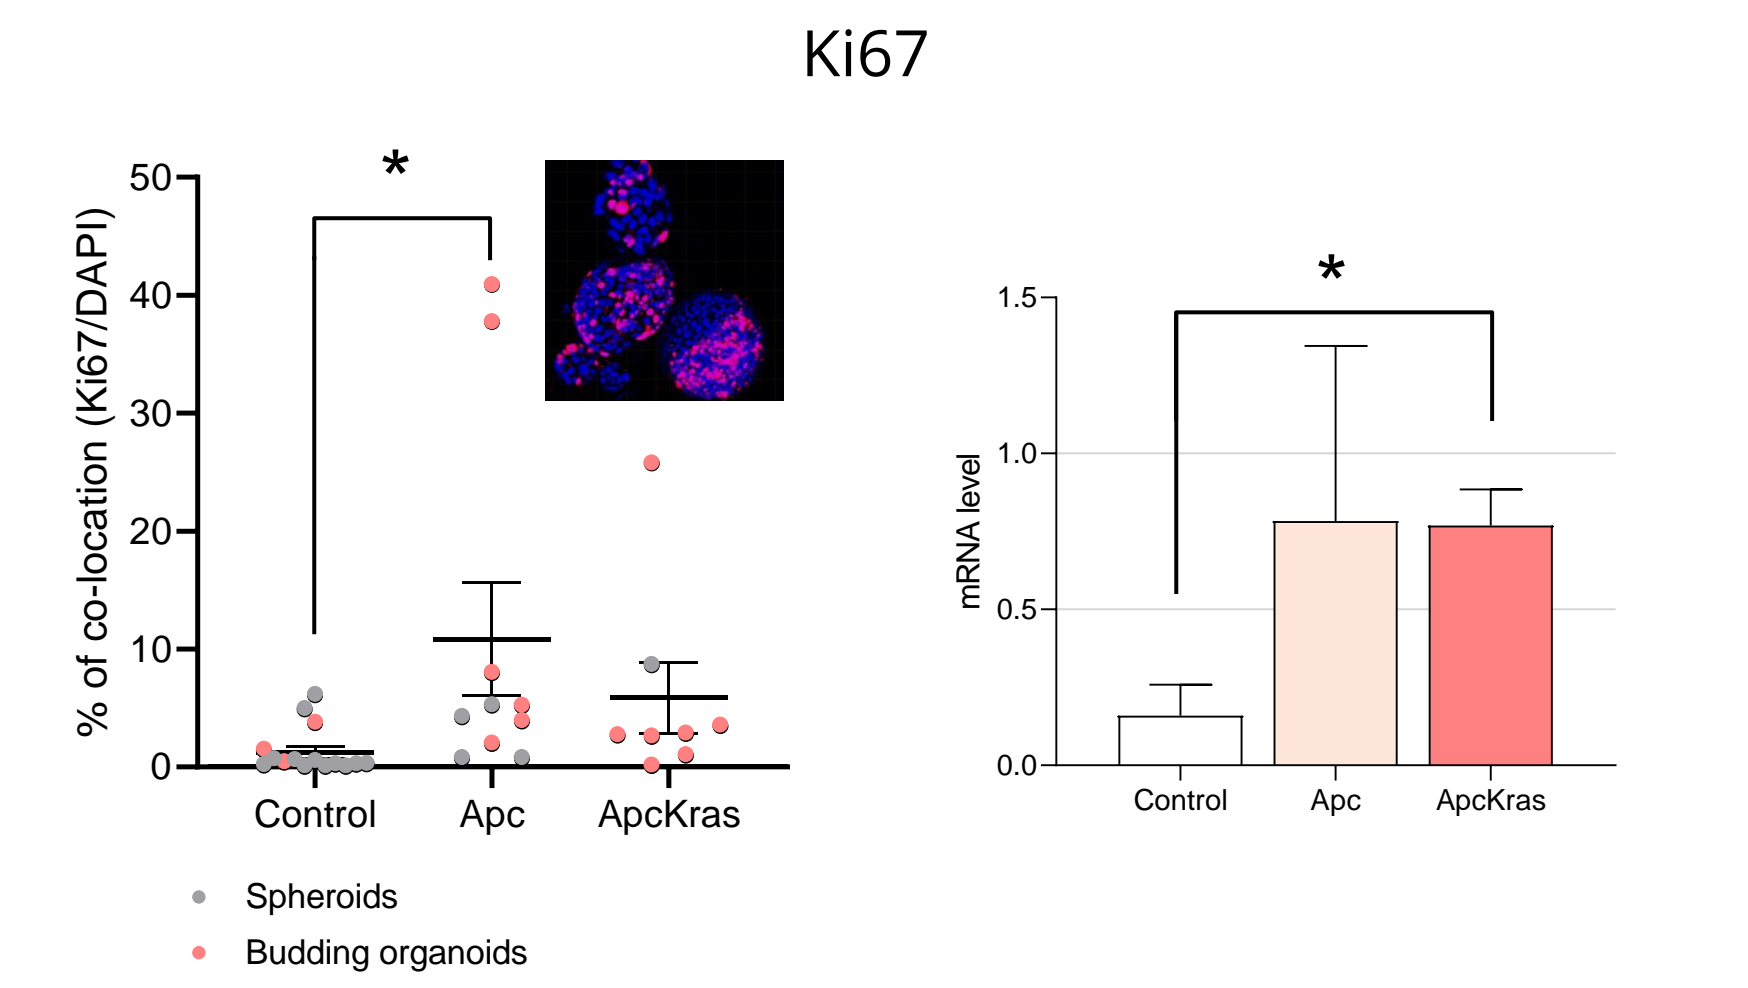 Ki67
*
50
40
30
20
10
0
% of co-location (Ki67/DAPI)
Control Apc ApcKras
Spheroids
Budding organoids
*
1.5
1.0
0.5
0.0
mRNA level
Control Apc ApcKras